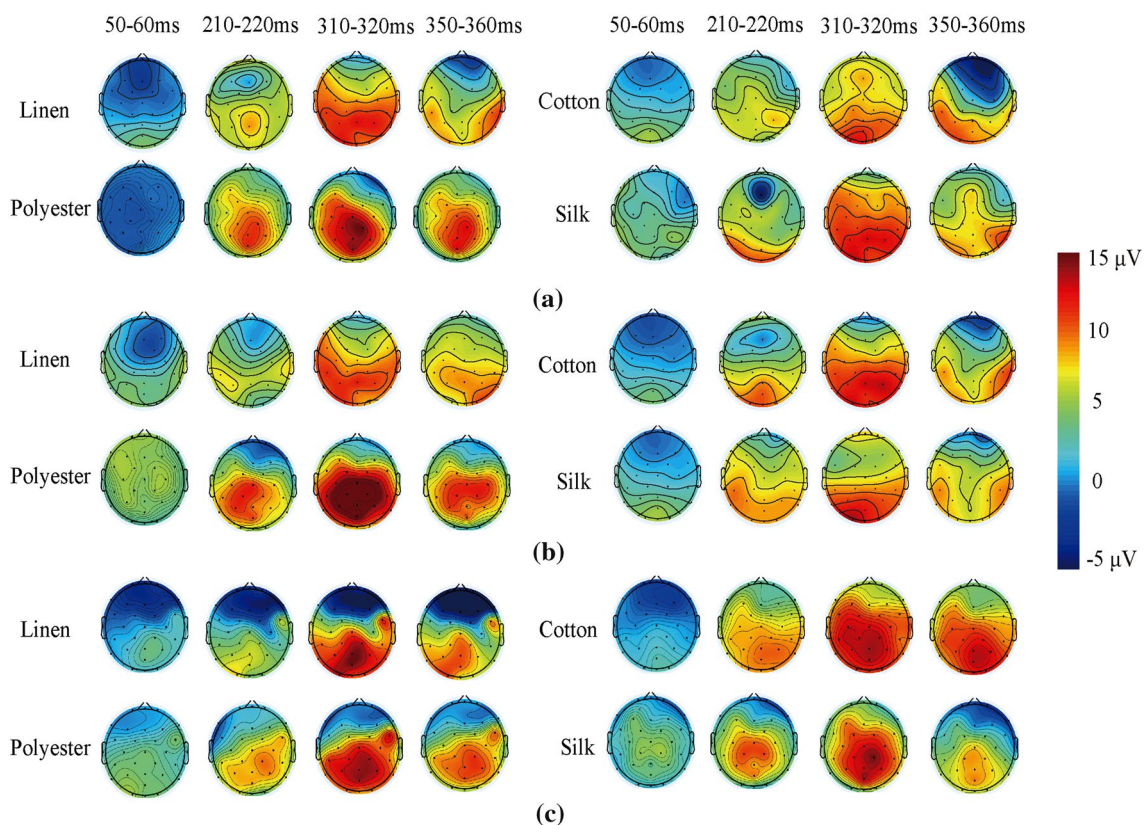 50-60ms 210-220ms 310-320ms 350-360ms 50-60ms 210-220ms 310-320ms 350-360ms
Linen Cotton
Polyester Silk
(a)
15 μV
10
5
0
-5 μV
Linen Cotton
Polyester Silk
(b)
Linen Cotton
Polyester Silk
(c)